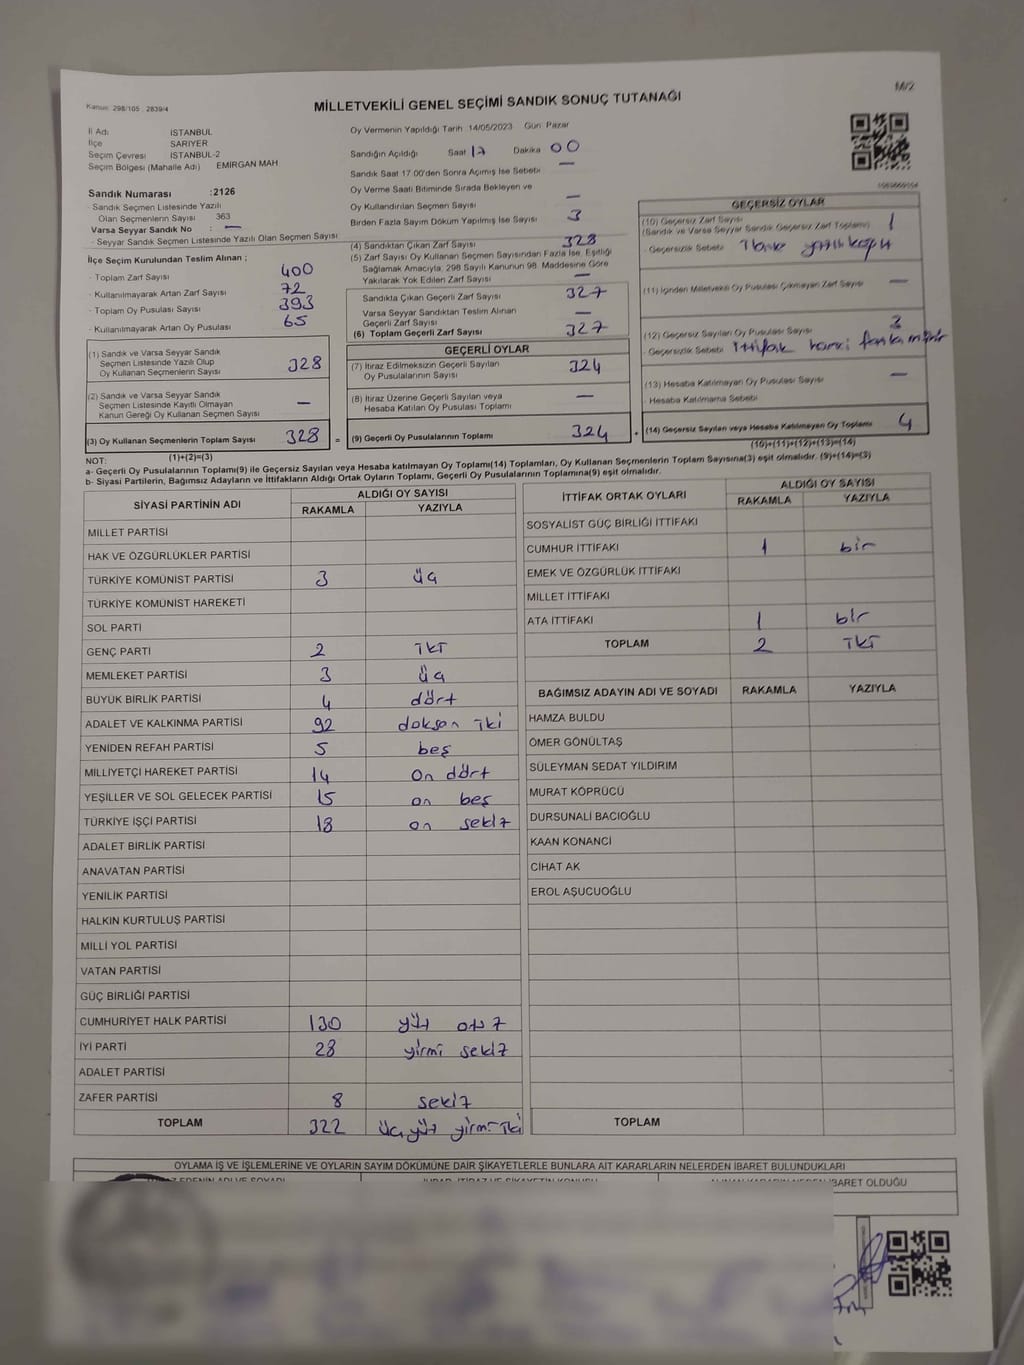 Kanun: 298/105 2839/4
M/2
MİLLETVEKİLİ GENEL SEÇİMİ SANDIK SONUÇ TUTANAĞI
İl Adı İSTANBUL
İlçe SARIYER
Seçim Çevresi İSTANBUL-2
Seçim Bölgesi (Mahalle Adı) EMİRGAN MAH
Sandık Numarası :2126
- Sandık Seçmen Listesinde Yazılı
Olan Seçmenlerin Sayısı 363
Varsa Seyyar Sandık No : —
- Seyyar Sandık Seçmen Listesinde Yazılı Olan Seçmen Sayısı
İlçe Seçim Kurulundan Teslim Alınan ;
- Toplam Zarf Sayısı 400
- Kullanılmayarak Artan Zarf Sayısı 72
- Toplam Oy Pusulası Sayısı 393
- Kullanılmayarak Artan Oy Pusulası 65
(1) Sandık ve Varsa Seyyar Sandık
Seçmen Listesinde Yazılı Olup
Oy Kullanan Seçmenlerin Sayısı 328
(2) Sandık ve Varsa Seyyar Sandık
Seçmen Listesinde Kayıtlı Olmayan
Kanun Gereği Oy Kullanan Seçmen Sayısı —
(3) Oy Kullanan Seçmenlerin Toplam Sayısı 328 =
(1)+(2)=(3)
Oy Vermenin Yapıldığı Tarih :14/05/2023 Gün: Pazar
Sandığın Açıldığı Saat 17 Dakika 00
Sandık Saat 17.00'den Sonra Açımış İse Sebebi —
Oy Verme Saati Bitiminde Sırada Bekleyen ve
Oy Kullandırılan Seçmen Sayısı —
Birden Fazla Sayım Döküm Yapılmış İse Sayısı 3
(4) Sandıktan Çıkan Zarf Sayısı 328
(5) Zarf Sayısı Oy Kullanan Seçmen Sayısından Fazla İse, Eşitliği
Sağlamak Amacıyla; 298 Sayılı Kanunun 98. Maddesine Göre
Yakılarak Yok Edilen Zarf Sayısı —
Sandıkta Çıkan Geçerli Zarf Sayısı 327
Varsa Seyyar Sandıktan Teslim Alınan
Geçerli Zarf Sayısı —
(6) Toplam Geçerli Zarf Sayısı 327
GEÇERLİ OYLAR
(7) İtiraz Edilmeksizin Geçerli Sayılan
Oy Pusulalarının Sayısı 324
(8) İtiraz Üzerine Geçerli Sayılan veya
Hesaba Katılan Oy Pusulası Toplamı —
(9) Geçerli Oy Pusulalarının Toplamı 324 +
GEÇERSİZ OYLAR
(10) Geçersiz Zarf Sayısı 1
(Sandık ve Varsa Seyyar Sandık Geçersiz Zarf Toplamı)
- Geçersizlik Sebebi
(11) İçinden Milletvekili Oy Pusulası Çıkmayan Zarf Sayısı —
(12) Geçersiz Sayılan Oy Pusulası Sayısı 3
- Geçersizlik Sebebi İttifak harici fazla mühür
(13) Hesaba Katılmayan Oy Pusulası Sayısı —
- Hesaba Katılmama Sebebi
(14) Geçersiz Sayılan veya Hesaba Katılmayan Oy Toplamı 4
(10)+(11)+(12)+(13)=(14)
NOT:
a- Geçerli Oy Pusulalarının Toplamı(9) ile Geçersiz Sayılan veya Hesaba katılmayan Oy Toplamı(14) Toplamları, Oy Kullanan Seçmenlerin Toplam Sayısına(3) eşit olmalıdır. (9)+(14)=(3)
b- Siyasi Partilerin, Bağımsız Adayların ve İttifakların Aldığı Ortak Oyların Toplamı, Geçerli Oy Pusulalarının Toplamına(9) eşit olmalıdır.
SİYASİ PARTİNİN ADI ALDIĞI OY SAYISI
RAKAMLA YAZIYLA
MİLLET PARTİSİ
HAK VE ÖZGÜRLÜKLER PARTİSİ
TÜRKİYE KOMÜNİST PARTİSİ 3 üç
TÜRKİYE KOMÜNİST HAREKETİ
SOL PARTİ
GENÇ PARTİ 2 iki
MEMLEKET PARTİSİ 3 üç
BÜYÜK BİRLİK PARTİSİ 4 dört
ADALET VE KALKINMA PARTİSİ 92 doksan iki
YENİDEN REFAH PARTİSİ 5 beş
MİLLİYETÇİ HAREKET PARTİSİ 14 on dört
YEŞİLLER VE SOL GELECEK PARTİSİ 15 on beş
TÜRKİYE İŞÇİ PARTİSİ 18 on sekiz
ADALET BİRLİK PARTİSİ
ANAVATAN PARTİSİ
YENİLİK PARTİSİ
HALKIN KURTULUŞ PARTİSİ
MİLLİ YOL PARTİSİ
VATAN PARTİSİ
GÜÇ BİRLİĞİ PARTİSİ
CUMHURİYET HALK PARTİSİ 130 yüz otuz
İYİ PARTİ 28 yirmi sekiz
ADALET PARTİSİ
ZAFER PARTİSİ 8 sekiz
TOPLAM 322 üçyüz yirmi iki
İTTİFAK ORTAK OYLARI ALDIĞI OY SAYISI
RAKAMLA YAZIYLA
SOSYALİST GÜÇ BİRLİĞİ İTTİFAKI
CUMHUR İTTİFAKI 1 bir
EMEK VE ÖZGÜRLÜK İTTİFAKI
MİLLET İTTİFAKI
ATA İTTİFAKI 1 bir
TOPLAM 2 iki
BAĞIMSIZ ADAYIN ADI VE SOYADI RAKAMLA YAZIYLA
HAMZA BULDU
ÖMER GÖNÜLTAŞ
SÜLEYMAN SEDAT YILDIRIM
MURAT KÖPRÜCÜ
DURSUNALİ BACIOĞLU
KAAN KONANCİ
CİHAT AK
EROL AŞUCUOĞLU
TOPLAM
OYLAMA İŞ VE İŞLEMLERİNE VE OYLARIN SAYIM DÖKÜMÜNE DAİR ŞİKAYETLERLE BUNLARA AİT KARARLARIN NELERDEN İBARET BULUNDUKLARI